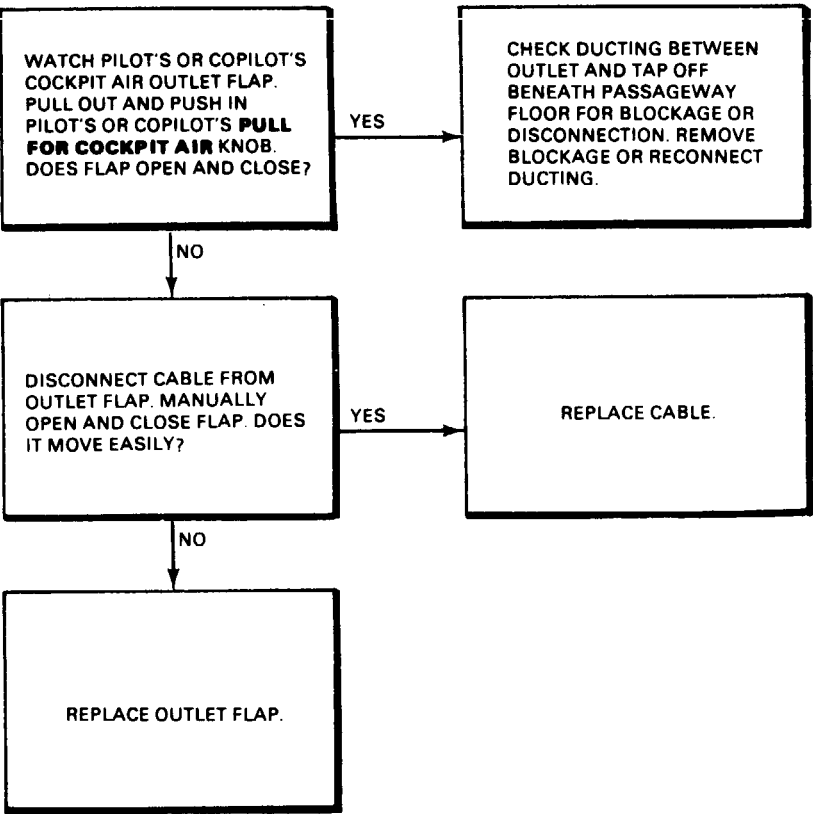 WATCH PILOT'S OR COPILOT'S
COCKPIT AIR OUTLET FLAP.
PULL OUT AND PUSH IN
PILOT'S OR COPILOT'S PULL
FOR COCKPIT AIR KNOB.
DOES FLAP OPEN AND CLOSE?
YES
CHECK DUCTING BETWEEN
OUTLET AND TAP OFF
BENEATH PASSAGEWAY
FLOOR FOR BLOCKAGE OR
DISCONNECTION. REMOVE
BLOCKAGE OR RECONNECT
DUCTING.
NO
DISCONNECT CABLE FROM
OUTLET FLAP. MANUALLY
OPEN AND CLOSE FLAP. DOES
IT MOVE EASILY?
YES
REPLACE CABLE.
NO
REPLACE OUTLET FLAP.